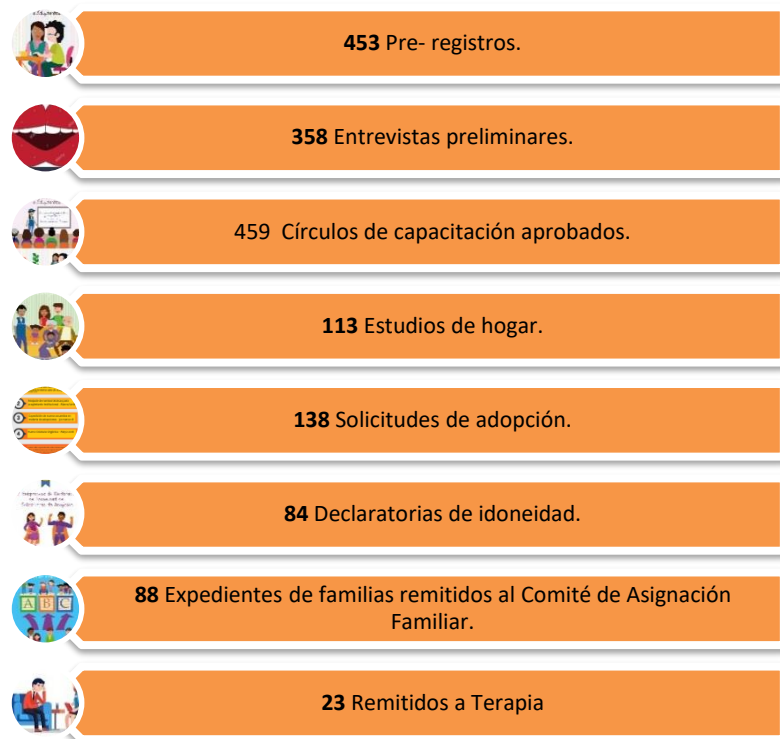 453 Pre- registros.
358 Entrevistas preliminares.
459 Círculos de capacitación aprobados.
113 Estudios de hogar.
138 Solicitudes de adopción.
84 Declaratorias de idoneidad.
88 Expedientes de familias remitidos al Comité de Asignación
Familiar.
A B C
23 Remitidos a Terapia